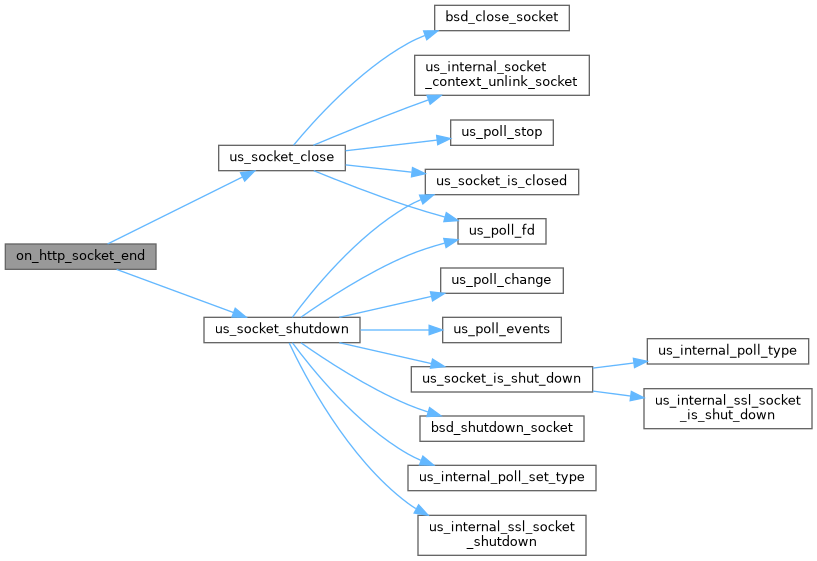 bsd_close_socket
us_internal_socket
_context_unlink_socket
us_poll_stop
us_socket_close
us_socket_is_closed
us_poll_fd
on_http_socket_end
us_poll_change
us_socket_shutdown
us_poll_events
us_internal_poll_type
us_socket_is_shut_down
us_internal_ssl_socket
_is_shut_down
bsd_shutdown_socket
us_internal_poll_set_type
us_internal_ssl_socket
_shutdown